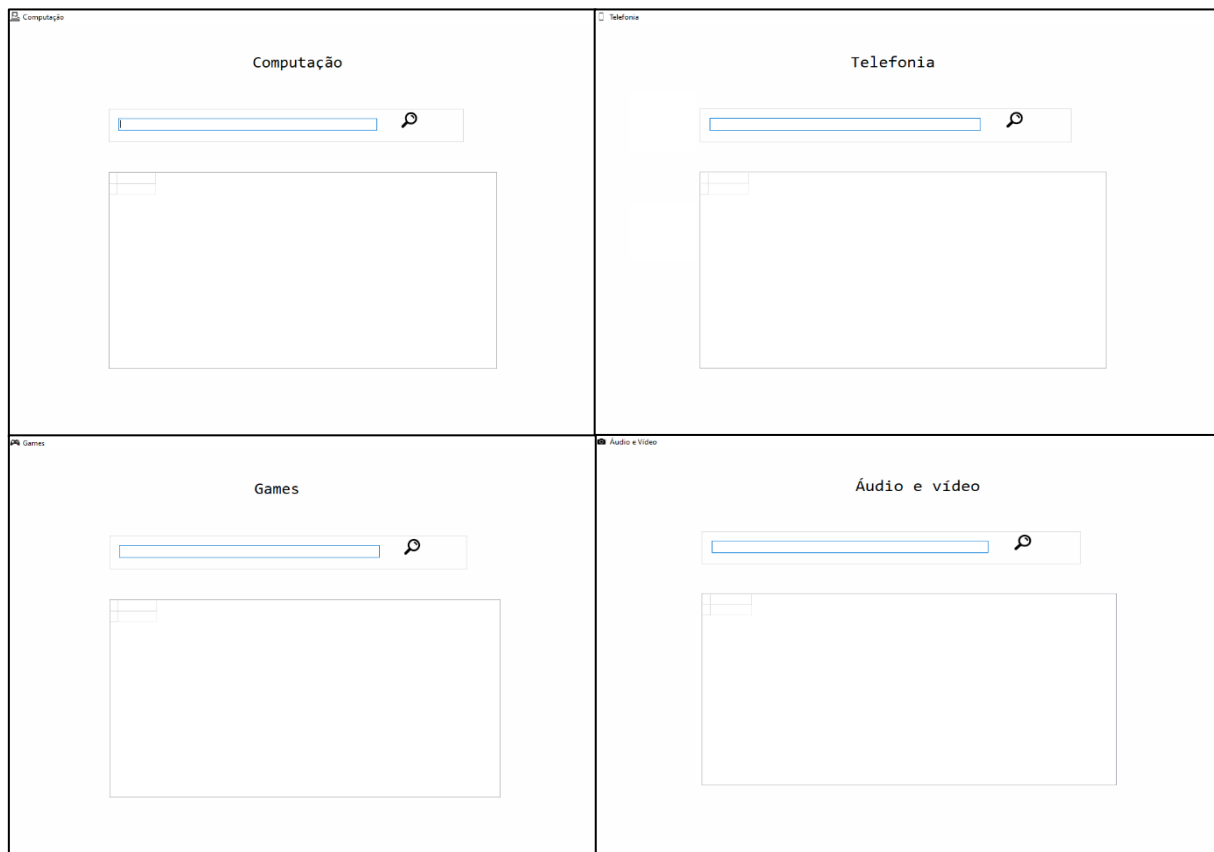 Computação
Computação
Telefonia
Telefonia
Games
Games
Áudio e Vídeo
Áudio e vídeo